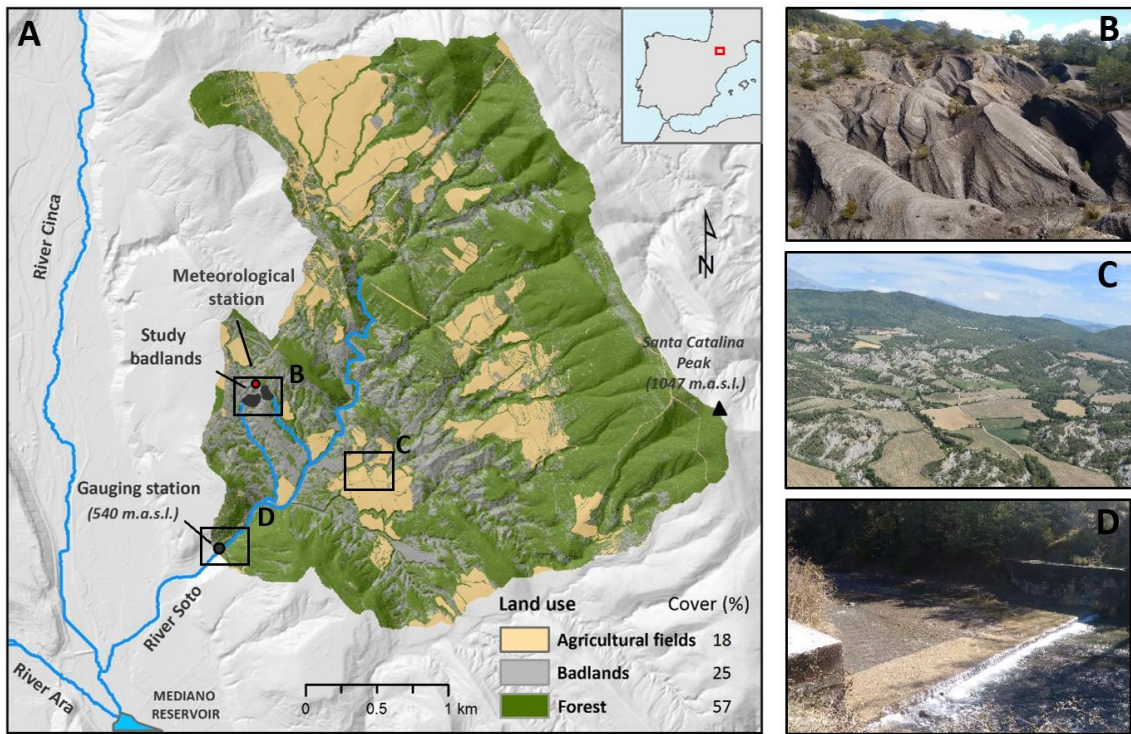 A
River Cinca
Meteorological
station
Study
badlands
B
N
Santa Catalina
Peak
(1047 m.a.s.l.)
C
Gauging station
(540 m.a.s.l.)
D
River Soto
River Ara
MEDIANO
RESERVOIR
0 0.5 1 km
Land use Cover (%)
Agricultural fields 18
Badlands 25
Forest 57
B
C
D